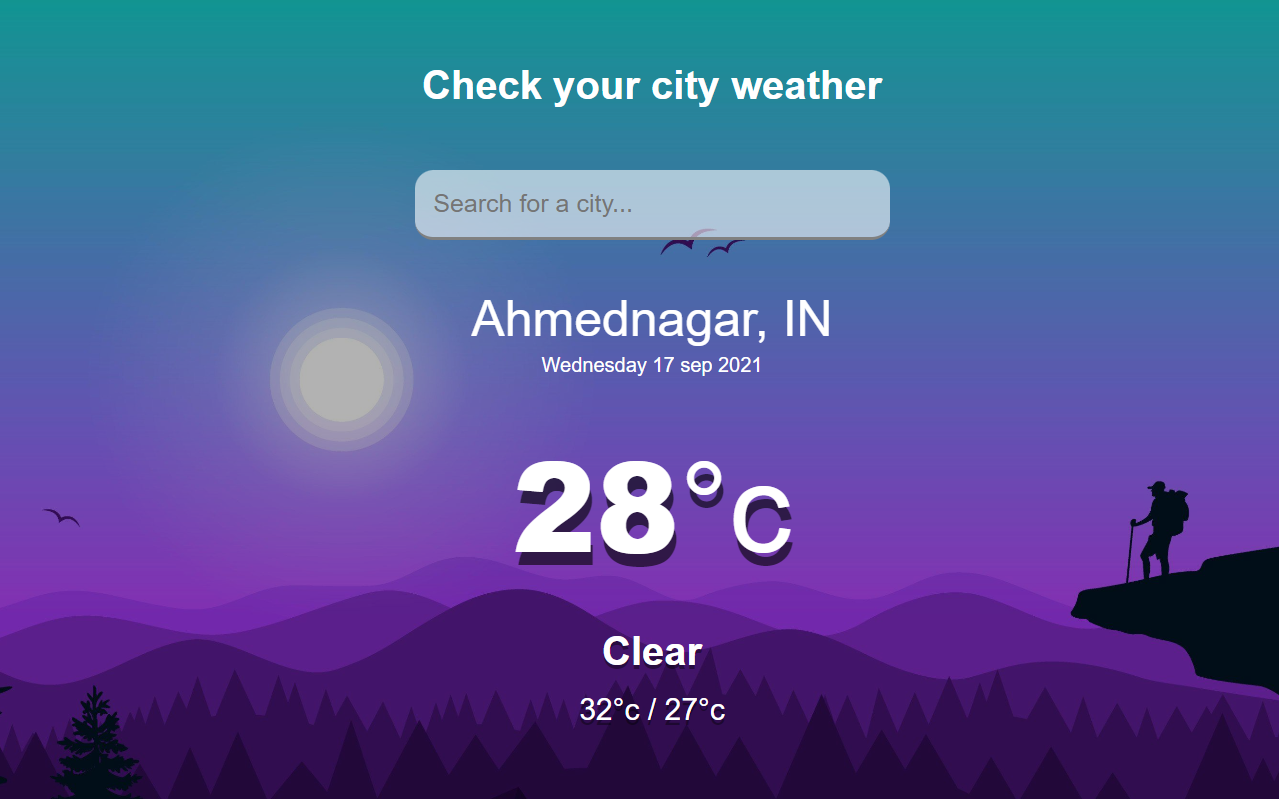 Check your city weather
Search for a city...
Ahmednagar, IN
Wednesday 17 sep 2021
28°c
Clear
32°c / 27°c